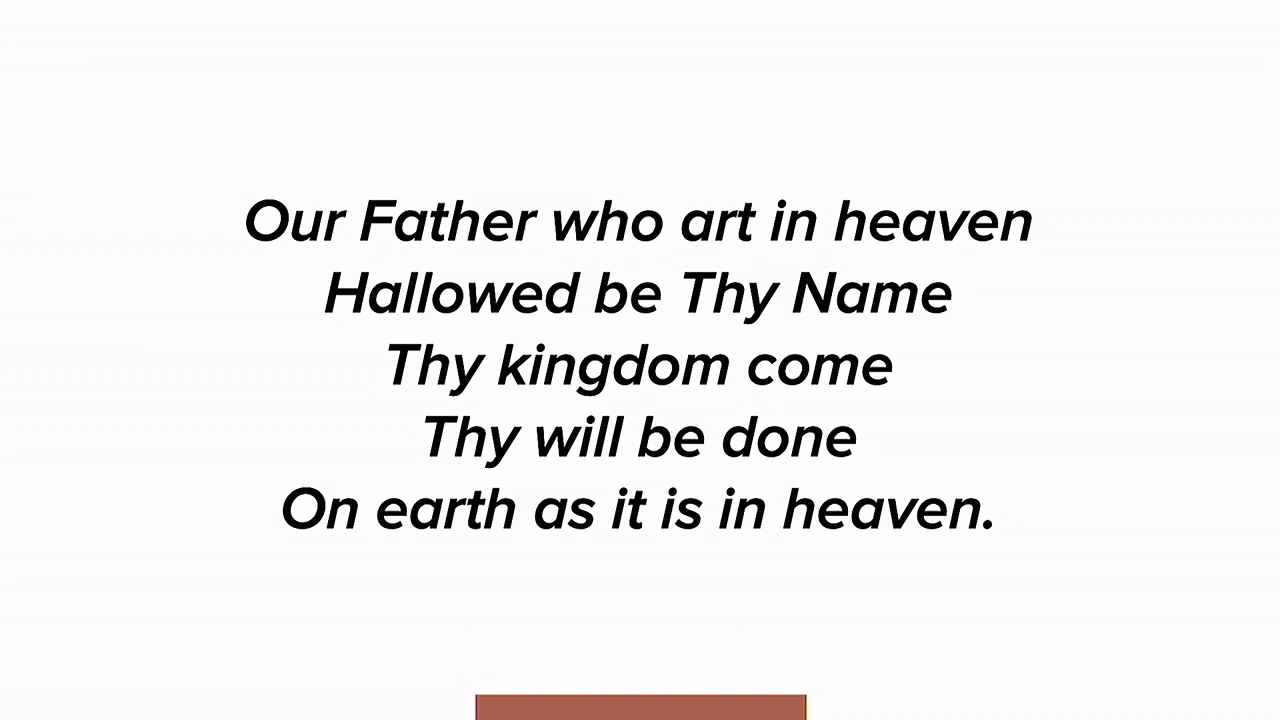 Our Father who art in heaven
Hallowed be Thy Name
Thy kingdom come
Thy will be done
On earth as it is in heaven.